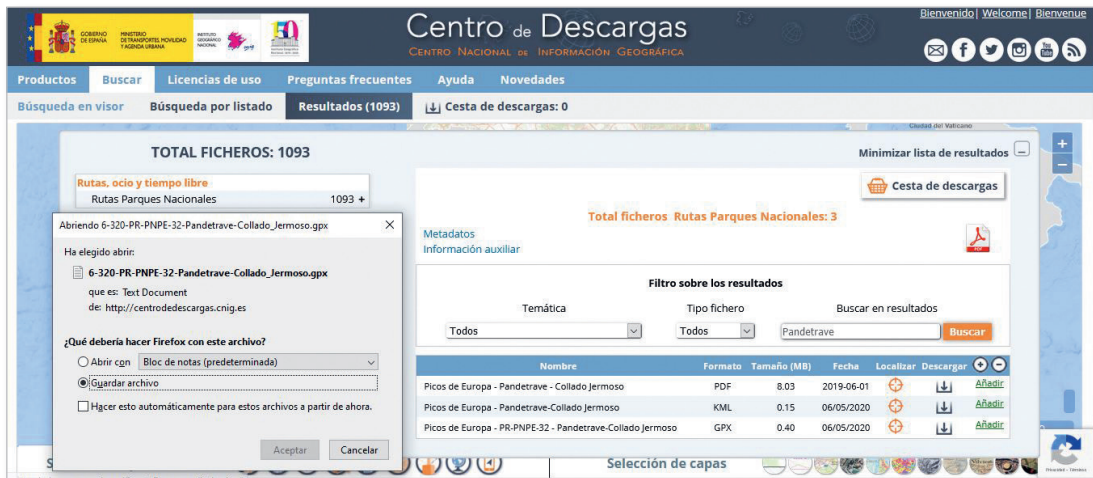 GOBIERNO DE ESPAÑA
MINISTERIO DE TRANSPORTES, MOVILIDAD Y AGENDA URBANA
INSTITUTO GEOGRÁFICO NACIONAL
Centro de Descargas
CENTRO NACIONAL DE INFORMACIÓN GEOGRÁFICA
Bienvenido| Welcome| Bienvenue
Productos Buscar Licencias de uso Preguntas frecuentes Ayuda Novedades
Búsqueda en visor Búsqueda por listado Resultados (1093) Cesta de descargas: 0
Ciudad del Vaticano
TOTAL FICHEROS: 1093
Minimizar lista de resultados
Rutas, ocio y tiempo libre
Rutas Parques Nacionales 1093 +
Cesta de descargas
Total ficheros Rutas Parques Nacionales: 3
Metadatos
Información auxiliar
Filtro sobre los resultados
Temática Tipo fichero Buscar en resultados
Todos Todos Pandetrave Buscar
Nombre Formato Tamaño (MB) Fecha Localizar Descargar
Picos de Europa - Pandetrave - Collado Jermoso PDF 8.03 2019-06-01 Añadir
Picos de Europa - Pandetrave-Collado Jermoso KML 0.15 06/05/2020 Añadir
Picos de Europa - PR-PNPE-32 - Pandetrave-Collado Jermoso GPX 0.40 06/05/2020 Añadir
Abriendo 6-320-PR-PNPE-32-Pandetrave-Collado_Jermoso.gpx
Ha elegido abrir:
6-320-PR-PNPE-32-Pandetrave-Collado_Jermoso.gpx
que es: Text Document
de: http://centrodedescargas.cnig.es
¿Qué debería hacer Firefox con este archivo?
Abrir con Bloc de notas (predeterminada)
Guardar archivo
Hacer esto automáticamente para estos archivos a partir de ahora.
Aceptar Cancelar
Selección de capas